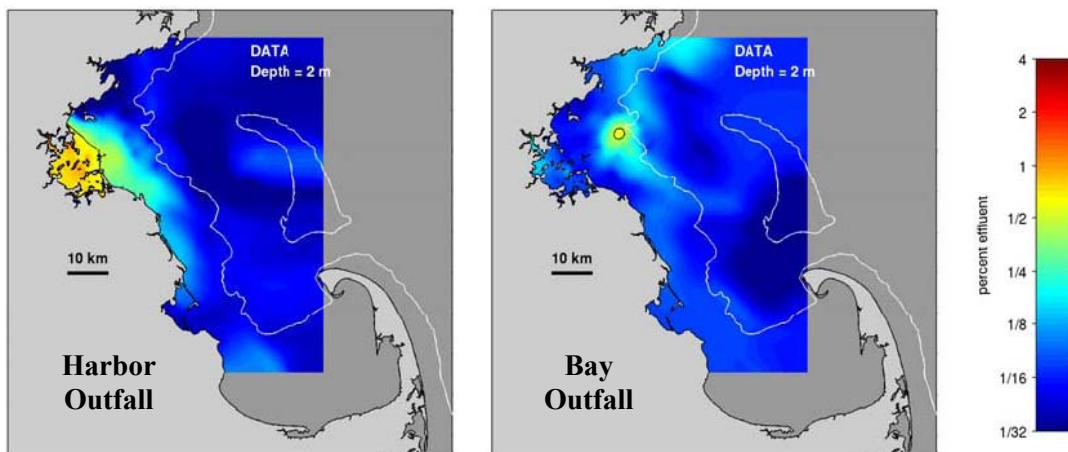 DATA
Depth = 2 m
10 km
Harbor
Outfall
DATA
Depth = 2 m
10 km
Bay
Outfall
4
2
1
1/2
1/4
1/8
1/16
1/32
percent effluent